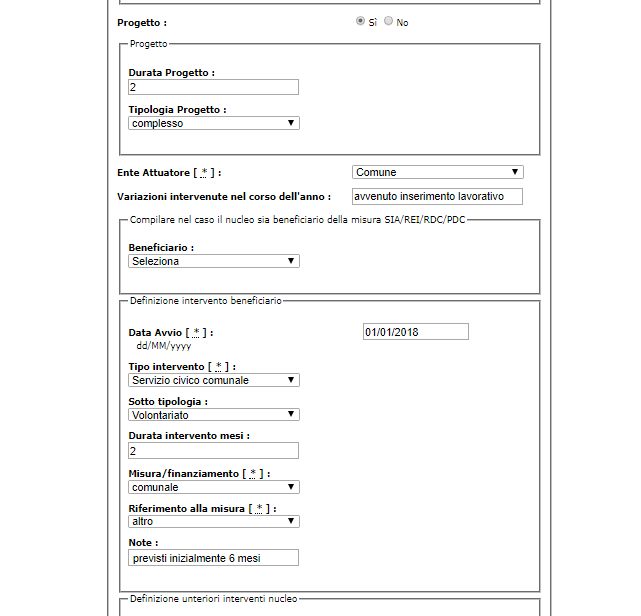 Progetto : Sì No
Progetto
Durata Progetto :
2
Tipologia Progetto :
complesso
Ente Attuatore [ * ] : Comune
Variazioni intervenute nel corso dell'anno : avvenuto inserimento lavorativo
Compilare nel caso il nucleo sia beneficiario della misura SIA/REI/RDC/PDC
Beneficiario :
Seleziona
Definizione intervento beneficiario
Data Avvio [ * ] : 01/01/2018
dd/MM/yyyy
Tipo intervento [ * ] :
Servizio civico comunale
Sotto tipologia :
Volontariato
Durata intervento mesi :
2
Misura/finanziamento [ * ] :
comunale
Riferimento alla misura [ * ] :
altro
Note :
previsti inizialmente 6 mesi
Definizione unteriori interventi nucleo